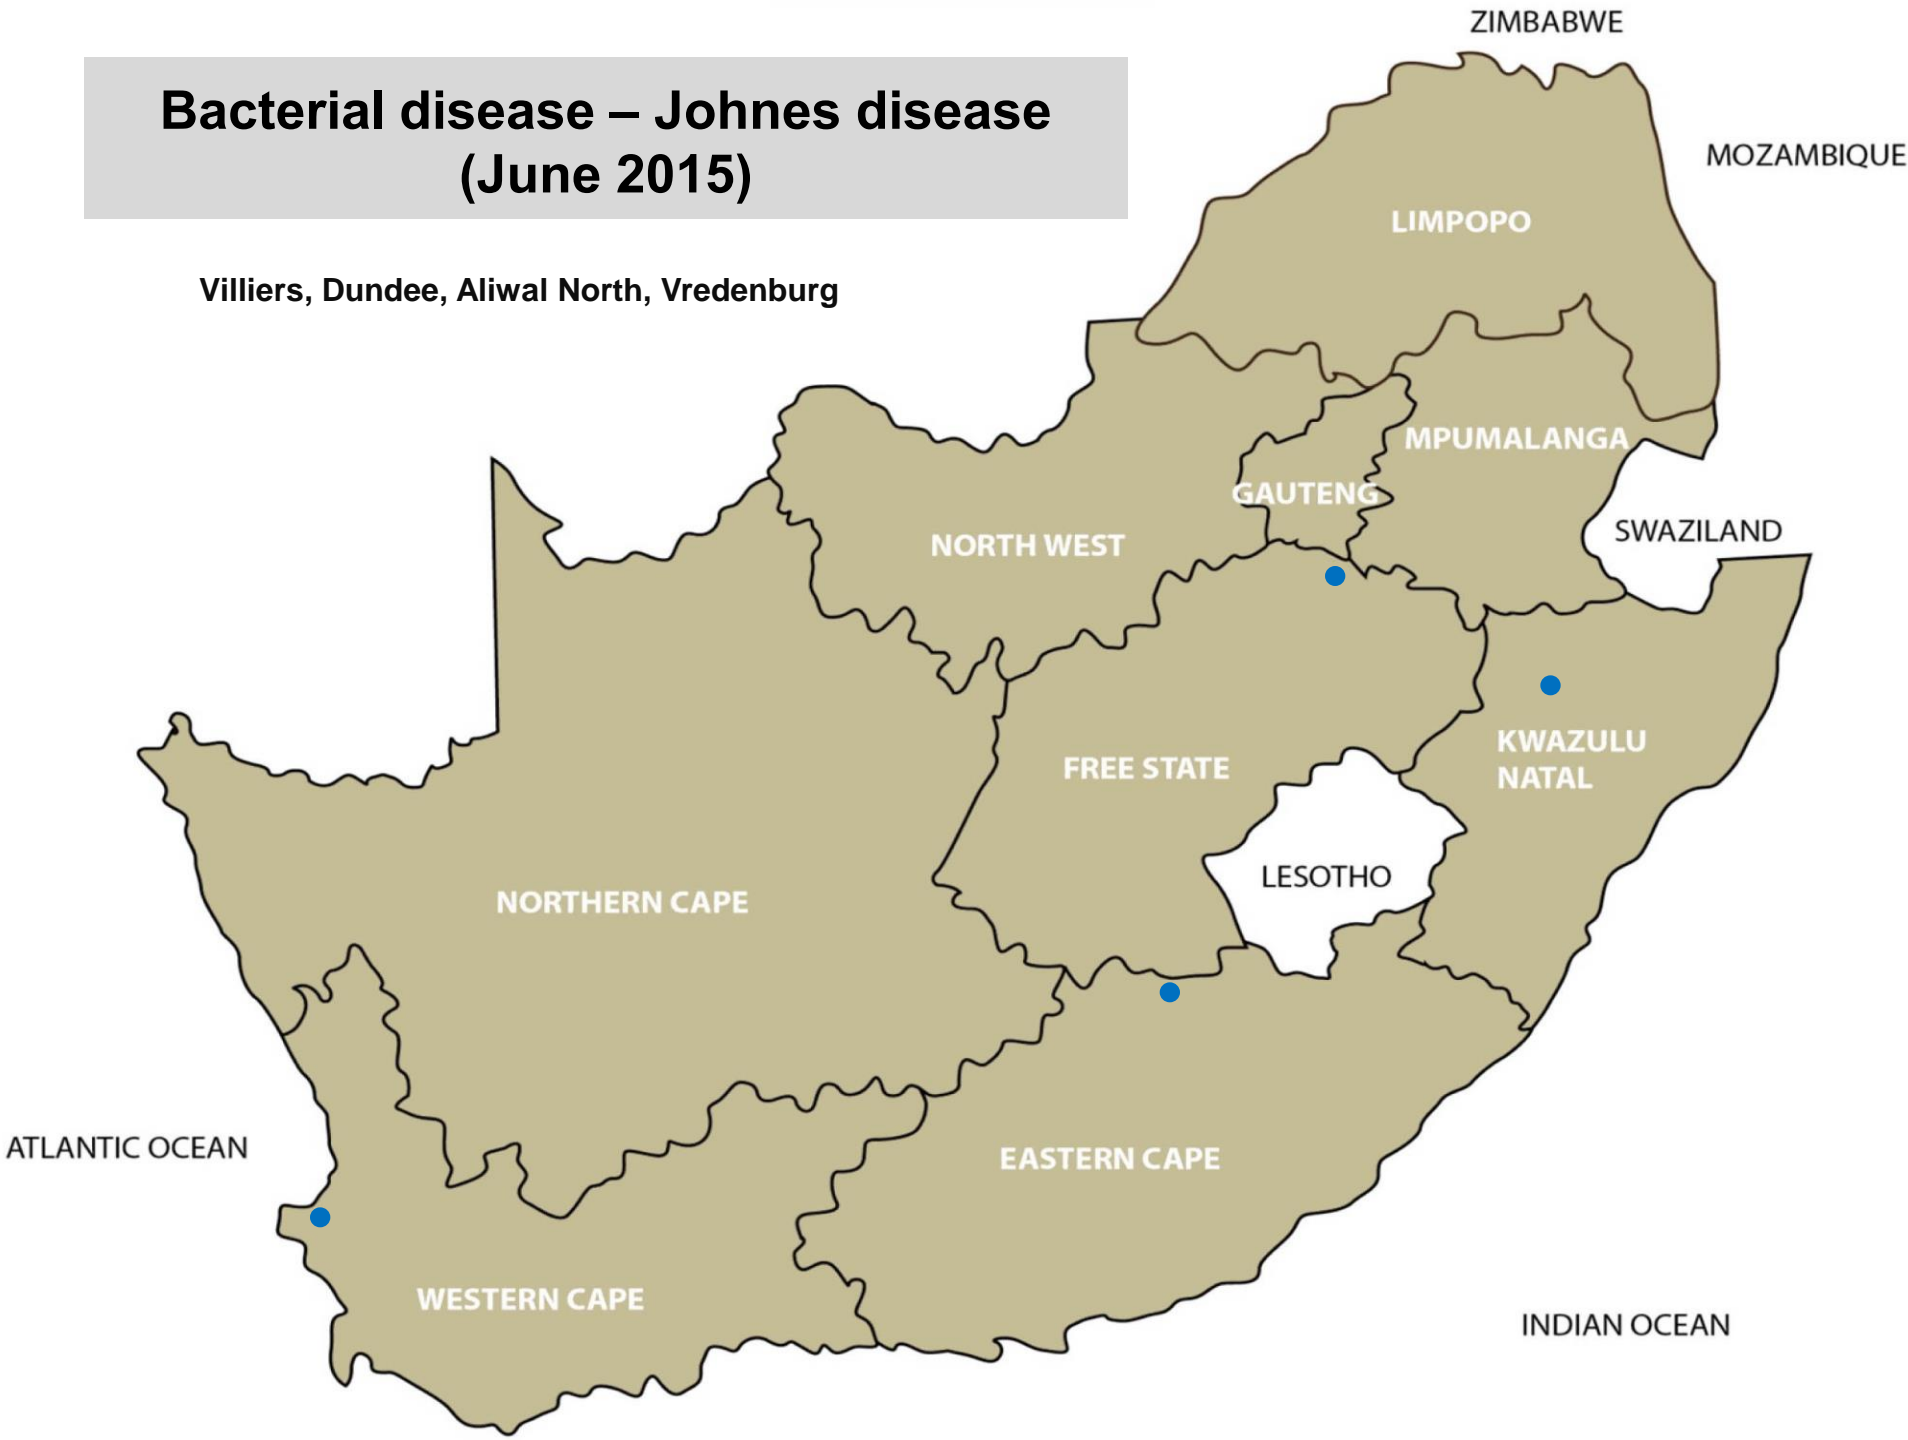 ZIMBABWE
Bacterial disease – Johnes disease
(June 2015)
MOZAMBIQUE
LIMPOPO
Villiers, Dundee, Aliwal North, Vredenburg
MPUMALANGA
GAUTENG
NORTH WEST
SWAZILAND
KWAZULU
NATAL
FREE STATE
LESOTHO
NORTHERN CAPE
ATLANTIC OCEAN
EASTERN CAPE
WESTERN CAPE
INDIAN OCEAN